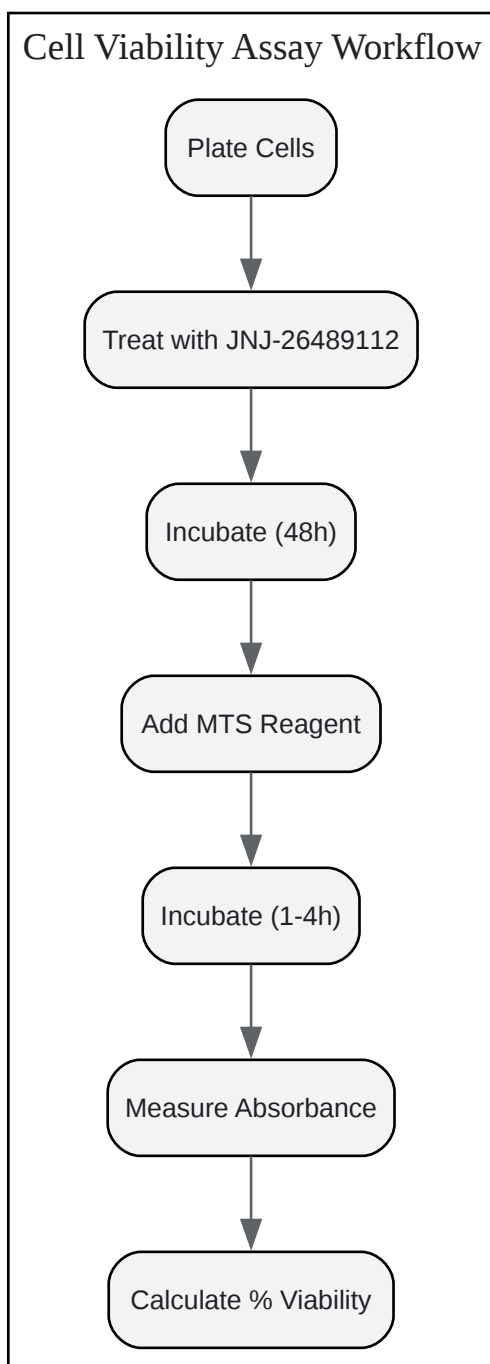 Cell Viability Assay Workflow
Plate Cells
Treat with JNJ-26489112
Incubate (48h)
Add MTS Reagent
Incubate (1-4h)
Measure Absorbance
Calculate % Viability